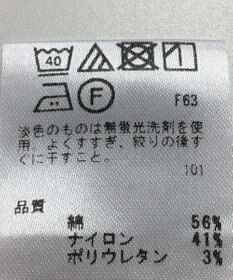 40
F
F63
淡色のものは無蛍光洗剤を使
用。よくすすぎ、絞りの後す
ぐに干すこと。
101
品質
綿 56%
ナイロン 41%
ポリウレタン 3%